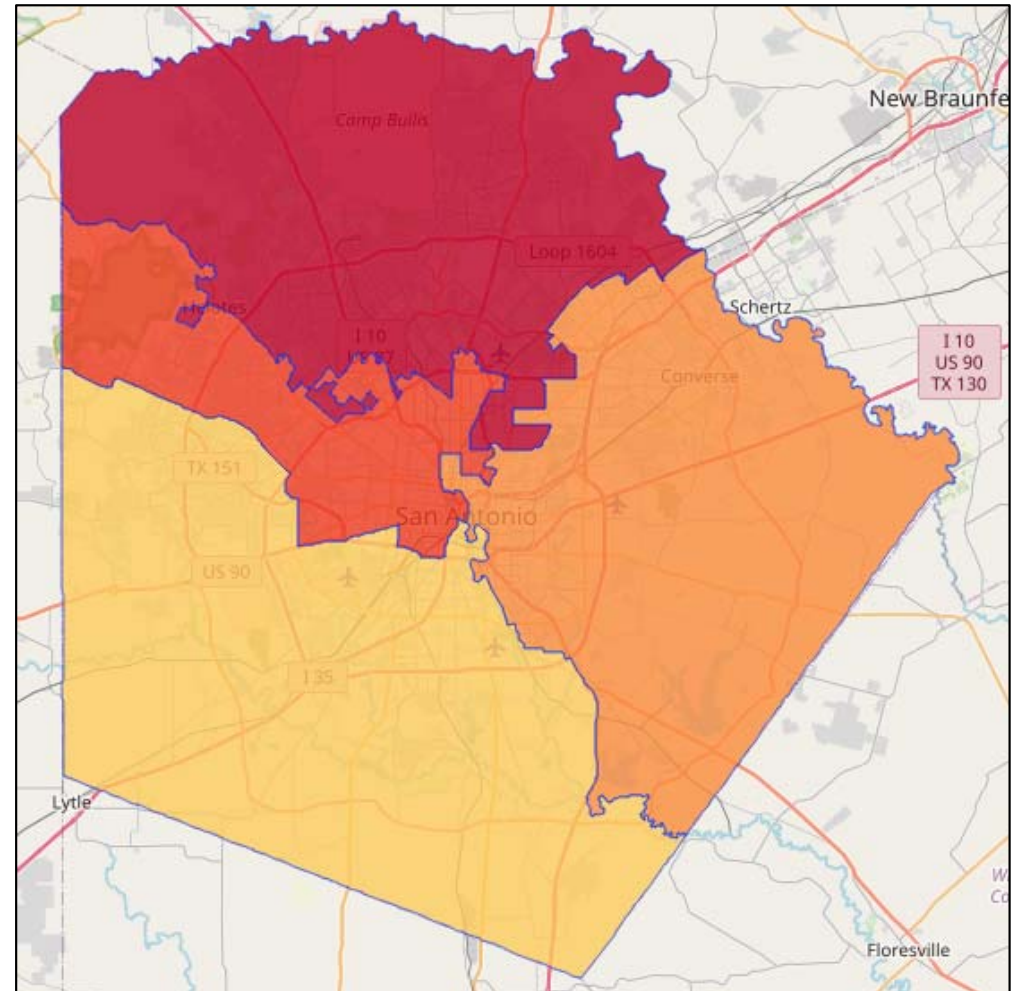 New Braunfe
Camp Bullis
Loop 1604
Helotes
Schertz
I 10
I 10
US 90
TX 130
Converse
TX 151
San Antonio
US 90
I 35
Lytle
W
Co
Floresville